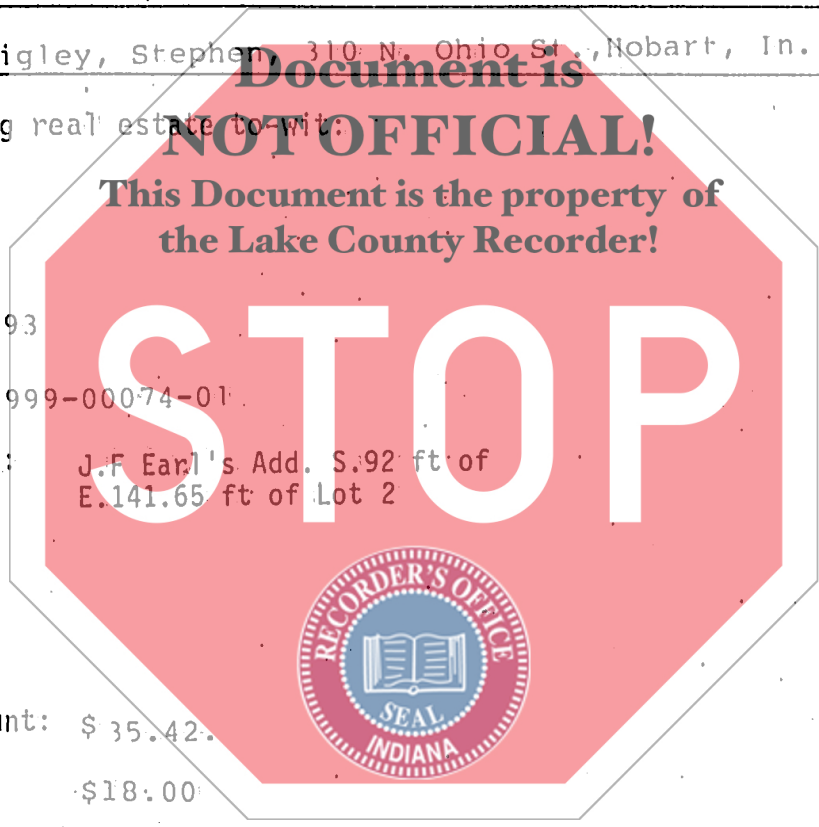 igley, Stephen, 310 N. Ohio St.,Hobart, In.
Document is
g real estate to-wit:
NOT OFFICIAL!
This Document is the property of
the Lake County Recorder!
93
STOP
999-00074-01
: J.F Earl's Add. S.92 ft of
E.141.65 ft of Lot 2
RECORDER'S OFFICE
SEAL
INDIANA
unt: $ 35.42.
$18.00